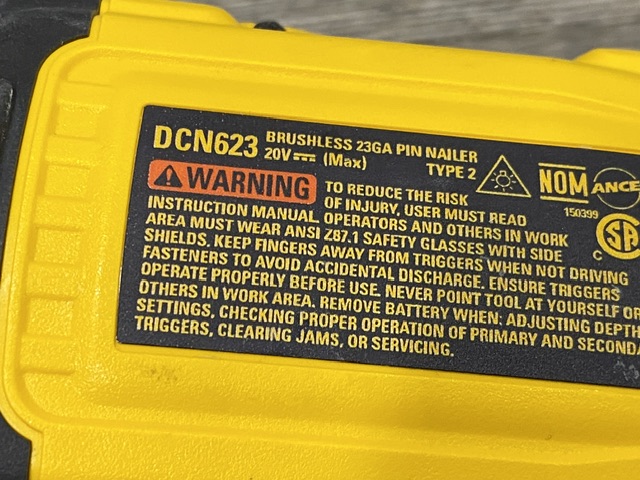 DCN623 BRUSHLESS 23GA PIN NAILER
20V⎓ (Max) TYPE 2
NOM ANCE
150399
⚠WARNING TO REDUCE THE RISK
OF INJURY, USER MUST READ
INSTRUCTION MANUAL. OPERATORS AND OTHERS IN WORK
AREA MUST WEAR ANSI Z87.1 SAFETY GLASSES WITH SIDE
SHIELDS. KEEP FINGERS AWAY FROM TRIGGERS WHEN NOT DRIVING
FASTENERS TO AVOID ACCIDENTAL DISCHARGE. ENSURE TRIGGERS
OPERATE PROPERLY BEFORE USE. NEVER POINT TOOL AT YOURSELF OR
OTHERS IN WORK AREA. REMOVE BATTERY WHEN: ADJUSTING DEPTH
SETTINGS, CHECKING PROPER OPERATION OF PRIMARY AND SECONDA
TRIGGERS, CLEARING JAMS, OR SERVICING.
C SA